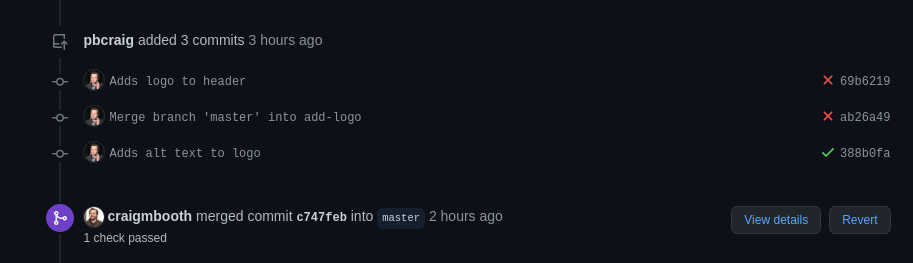 pbcraig added 3 commits 3 hours ago
Adds logo to header 69b6219
Merge branch 'master' into add-logo ab26a49
Adds alt text to logo 388b0fa
craigmbooth merged commit c747feb into master 2 hours ago View details Revert
1 check passed